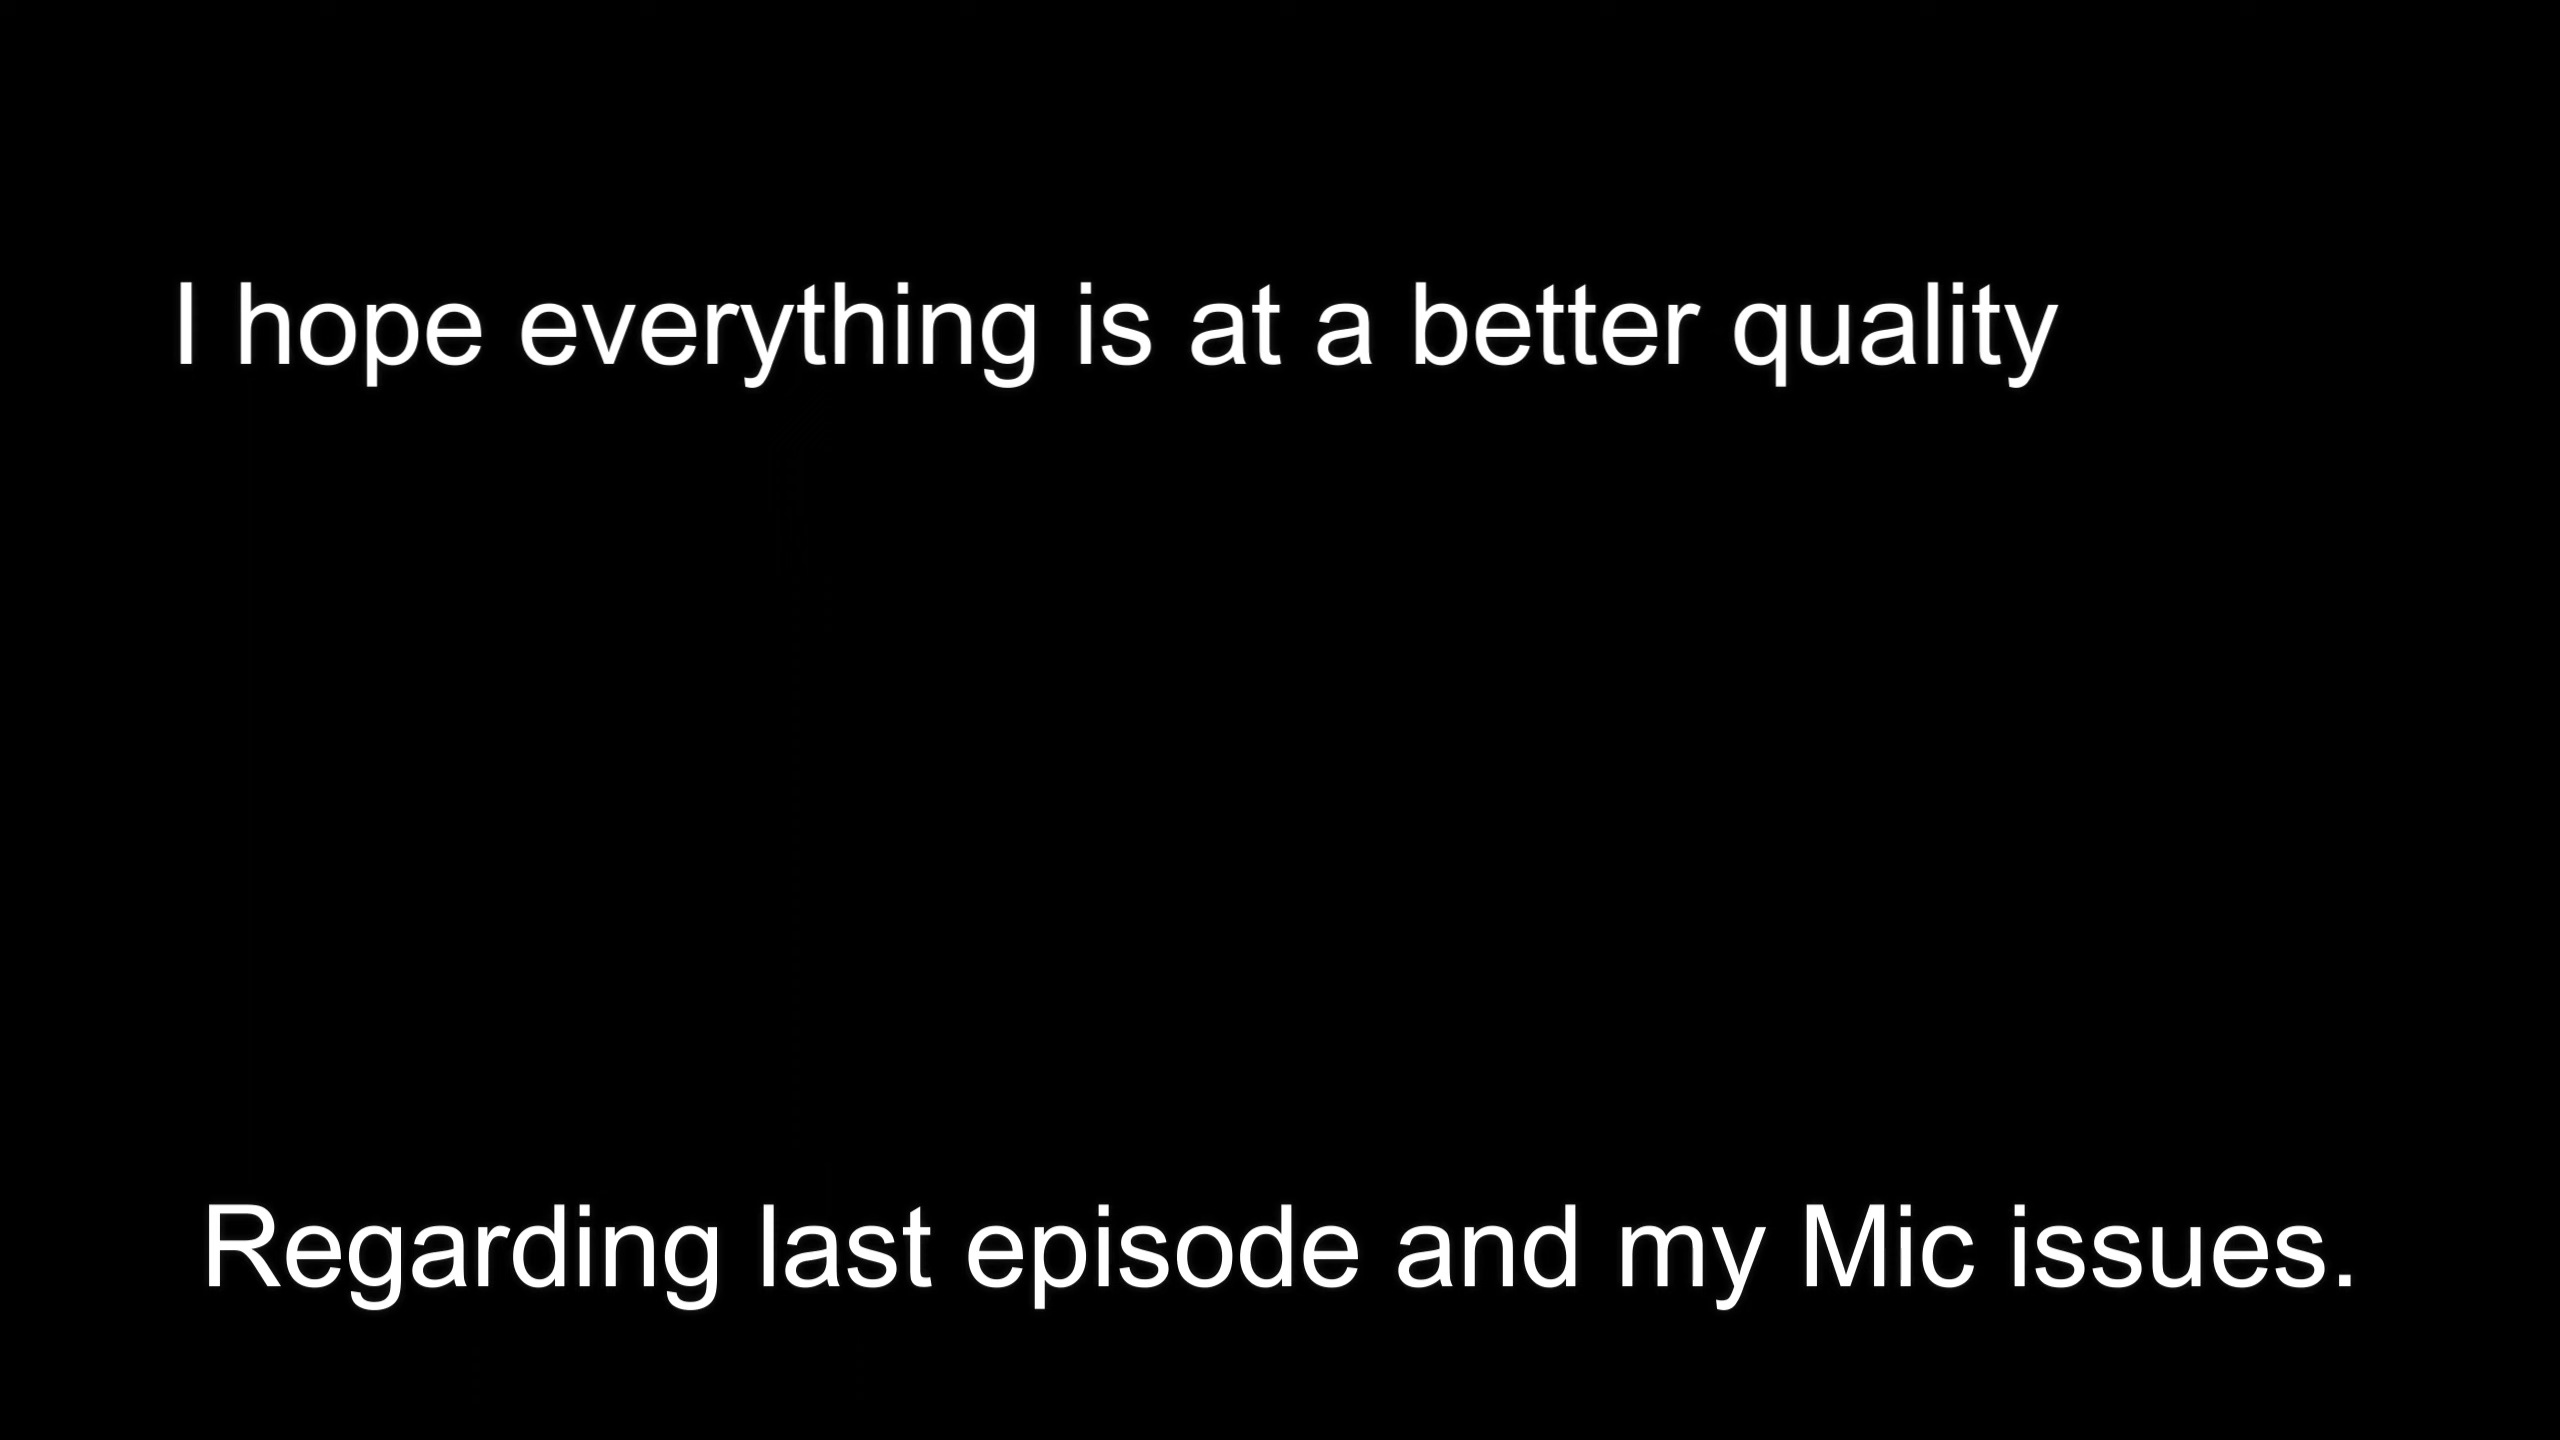 I hope everything is at a better quality
Regarding last episode and my Mic issues.